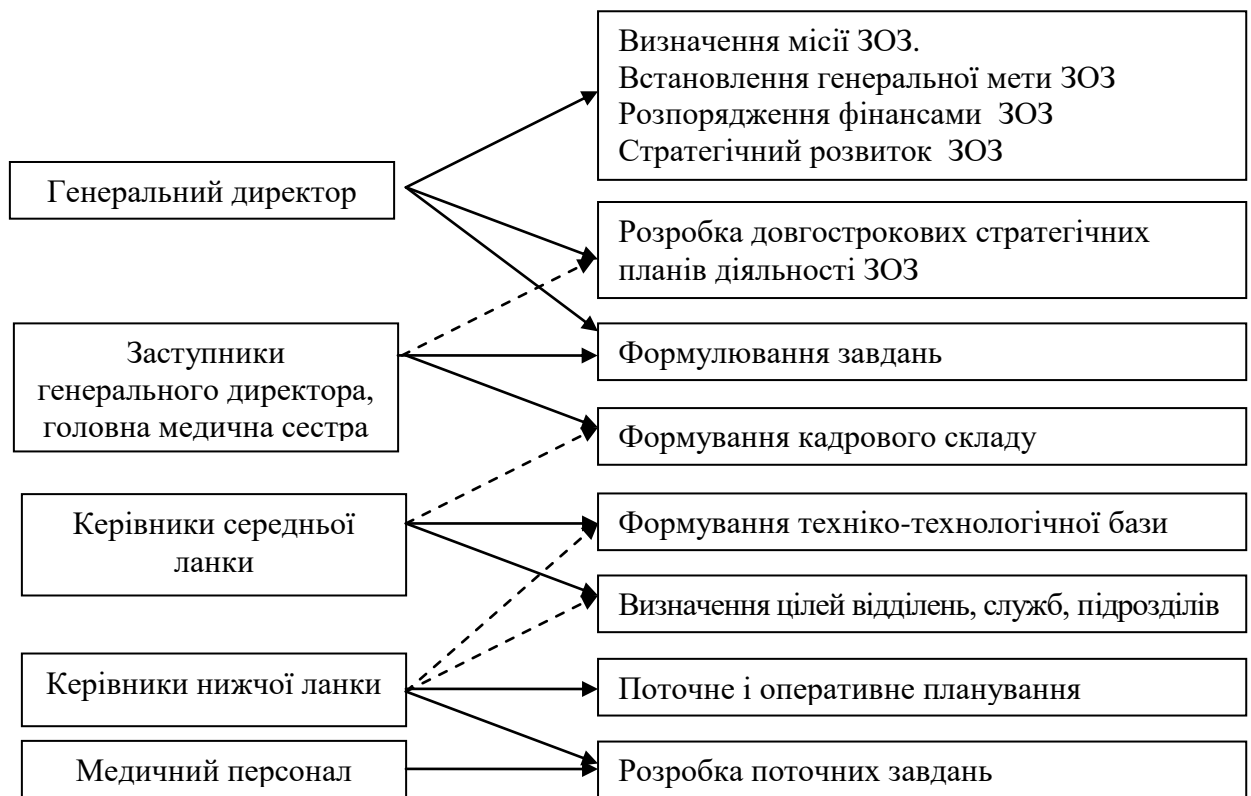 Визначення місії ЗОЗ.
Встановлення генеральної мети ЗОЗ
Розпорядження фінансами ЗОЗ
Стратегічний розвиток ЗОЗ
Генеральний директор
Розробка довгострокових стратегічних
планів діяльності ЗОЗ
Заступники
генерального директора,
головна медична сестра
Формулювання завдань
Формування кадрового складу
Керівники середньої
ланки
Формування техніко-технологічної бази
Визначення цілей відділень, служб, підрозділів
Керівники нижчої ланки
Поточне і оперативне планування
Медичний персонал
Розробка поточних завдань